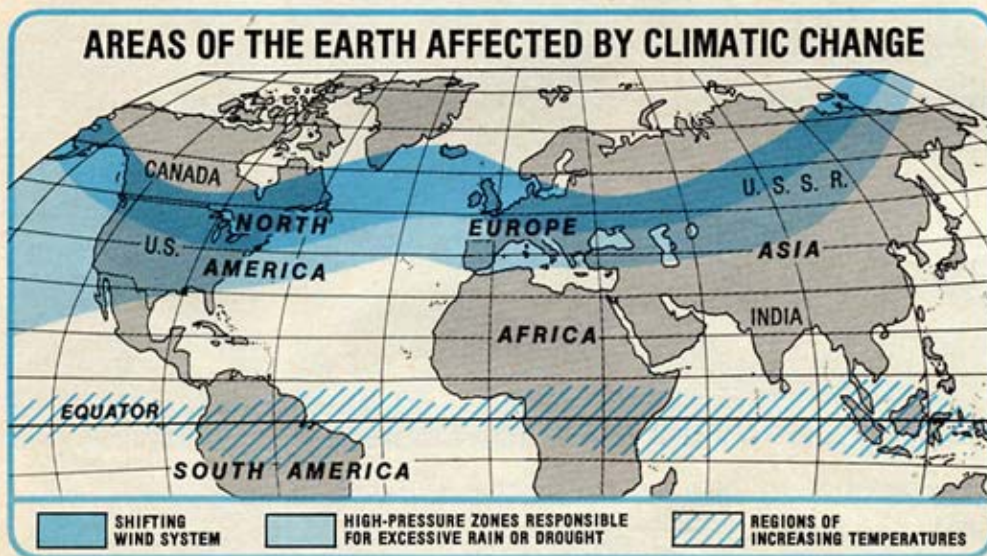 AREAS OF THE EARTH AFFECTED BY CLIMATIC CHANGE
CANADA
U. S. S. R.
NORTH
EUROPE
U.S.
ASIA
AMERICA
INDIA
AFRICA
EQUATOR
SOUTH AMERICA
SHIFTING
WIND SYSTEM
HIGH-PRESSURE ZONES RESPONSIBLE
FOR EXCESSIVE RAIN OR DROUGHT
REGIONS OF
INCREASING TEMPERATURES